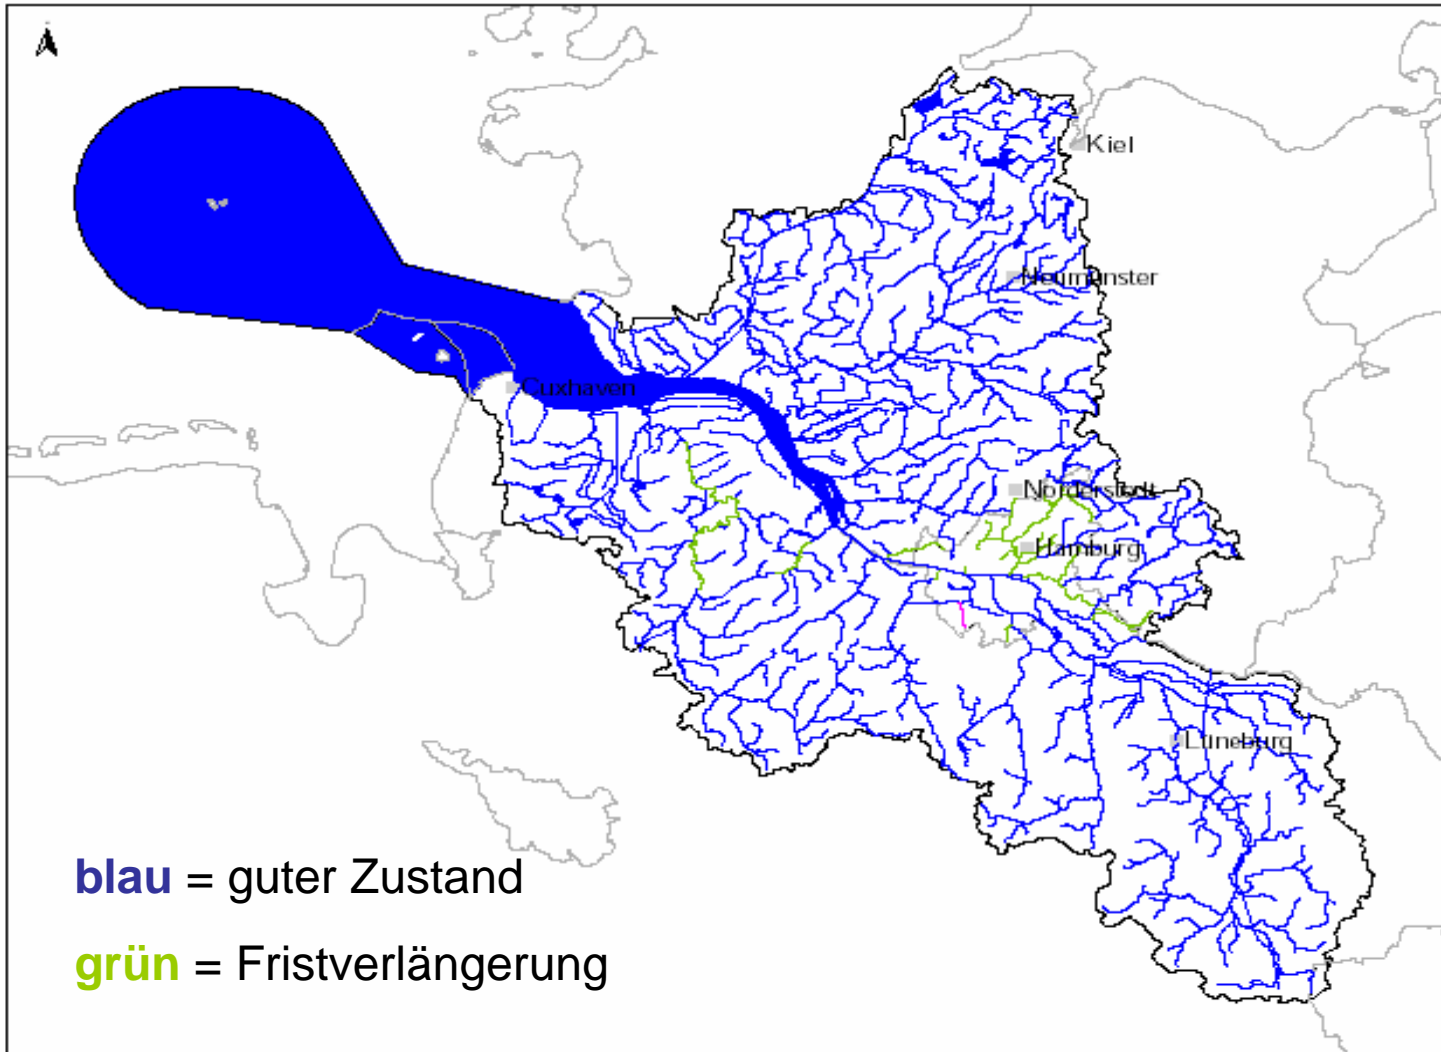 Kiel
Neumünster
Cuxhaven
Norderstedt
Hamburg
Lüneburg
blau = guter Zustand
grün = Fristverlängerung